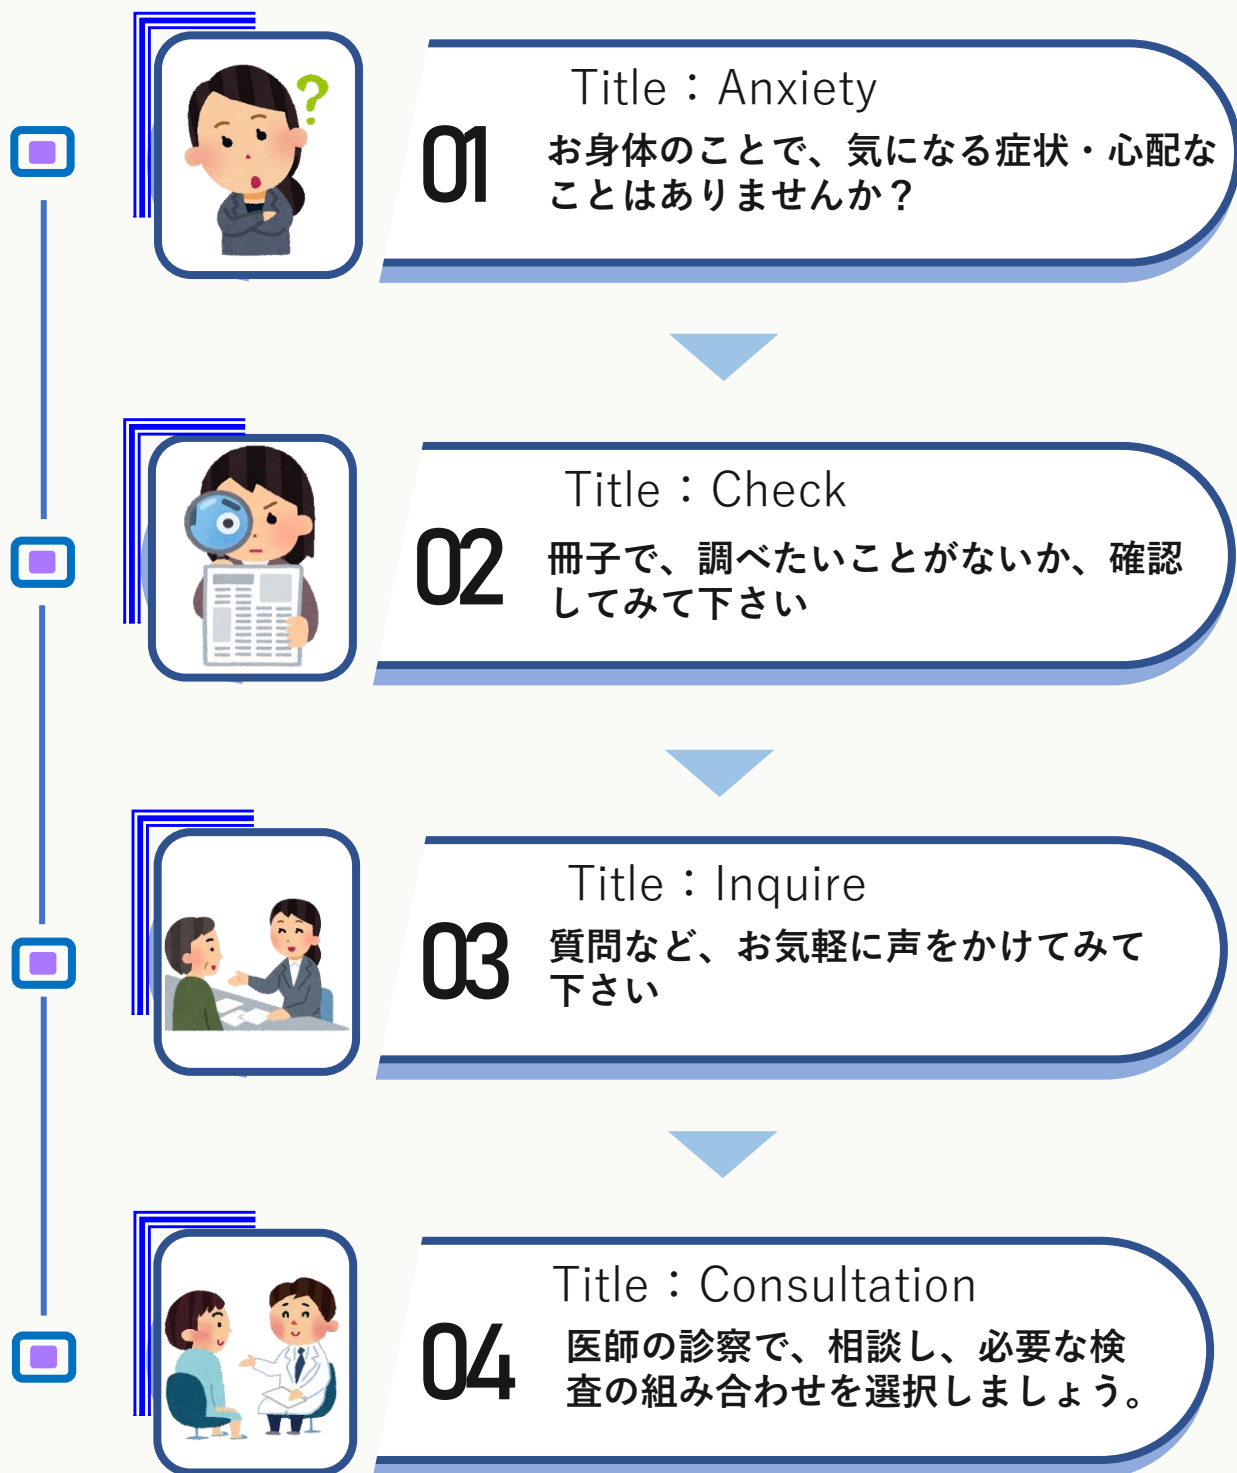 Title：Anxiety
01
お身体のことで、気になる症状・心配な
ことはありませんか？
Title：Check
02
冊子で、調べたいことがないか、確認
してみて下さい
Title：Inquire
03
質問など、お気軽に声をかけてみて
下さい
Title：Consultation
04
医師の診察で、相談し、必要な検
査の組み合わせを選択しましょう。